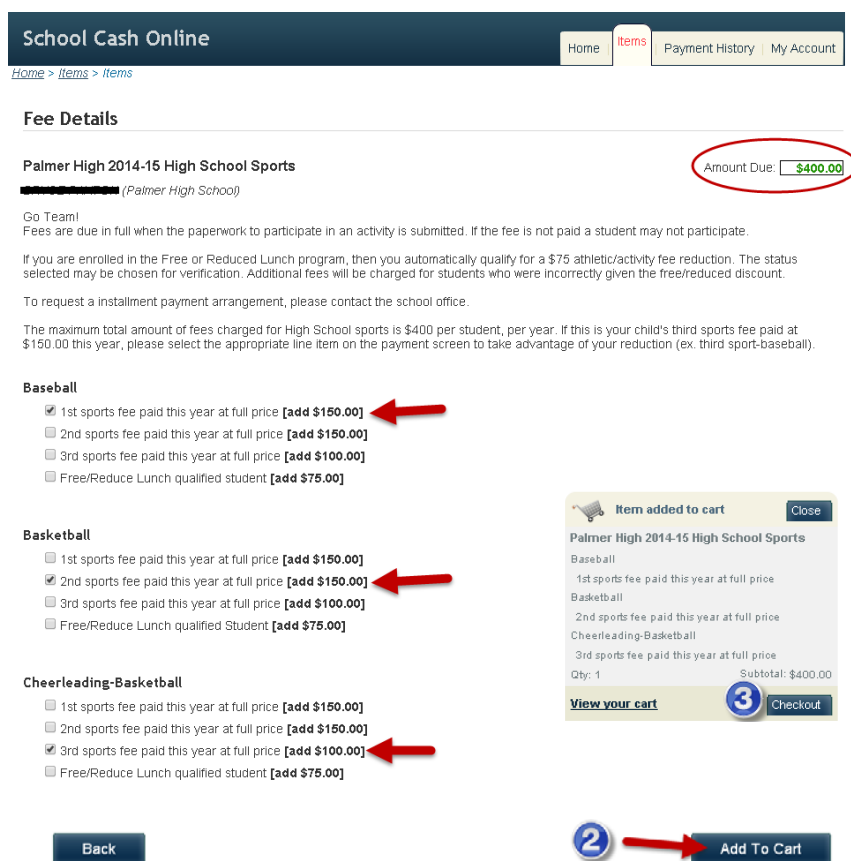 School Cash Online
Home
Items
Payment History
My Account
Home > Items > Items
Fee Details
Palmer High 2014-15 High School Sports
Amount Due: $400.00
(Palmer High School)
Go Team!
Fees are due in full when the paperwork to participate in an activity is submitted. If the fee is not paid a student may not participate.
If you are enrolled in the Free or Reduced Lunch program, then you automatically qualify for a $75 athletic/activity fee reduction. The status
selected may be chosen for verification. Additional fees will be charged for students who were incorrectly given the free/reduced discount.
To request a installment payment arrangement, please contact the school office.
The maximum total amount of fees charged for High School sports is $400 per student, per year. If this is your child's third sports fee paid at
$150.00 this year, please select the appropriate line item on the payment screen to take advantage of your reduction (ex. third sport-baseball).
Baseball
1st sports fee paid this year at full price [add $150.00]
2nd sports fee paid this year at full price [add $150.00]
3rd sports fee paid this year at full price [add $100.00]
Free/Reduce Lunch qualified student [add $75.00]
Basketball
1st sports fee paid this year at full price [add $150.00]
2nd sports fee paid this year at full price [add $150.00]
3rd sports fee paid this year at full price [add $100.00]
Free/Reduce Lunch qualified Student [add $75.00]
Cheerleading-Basketball
1st sports fee paid this year at full price [add $150.00]
2nd sports fee paid this year at full price [add $150.00]
3rd sports fee paid this year at full price [add $100.00]
Free/Reduce Lunch qualified student [add $75.00]
Item added to cart
Close
Palmer High 2014-15 High School Sports
Baseball
1st sports fee paid this year at full price
Basketball
2nd sports fee paid this year at full price
Cheerleading-Basketball
3rd sports fee paid this year at full price
Qty: 1
Subtotal: $400.00
View your cart
3
Checkout
Back
2
Add To Cart